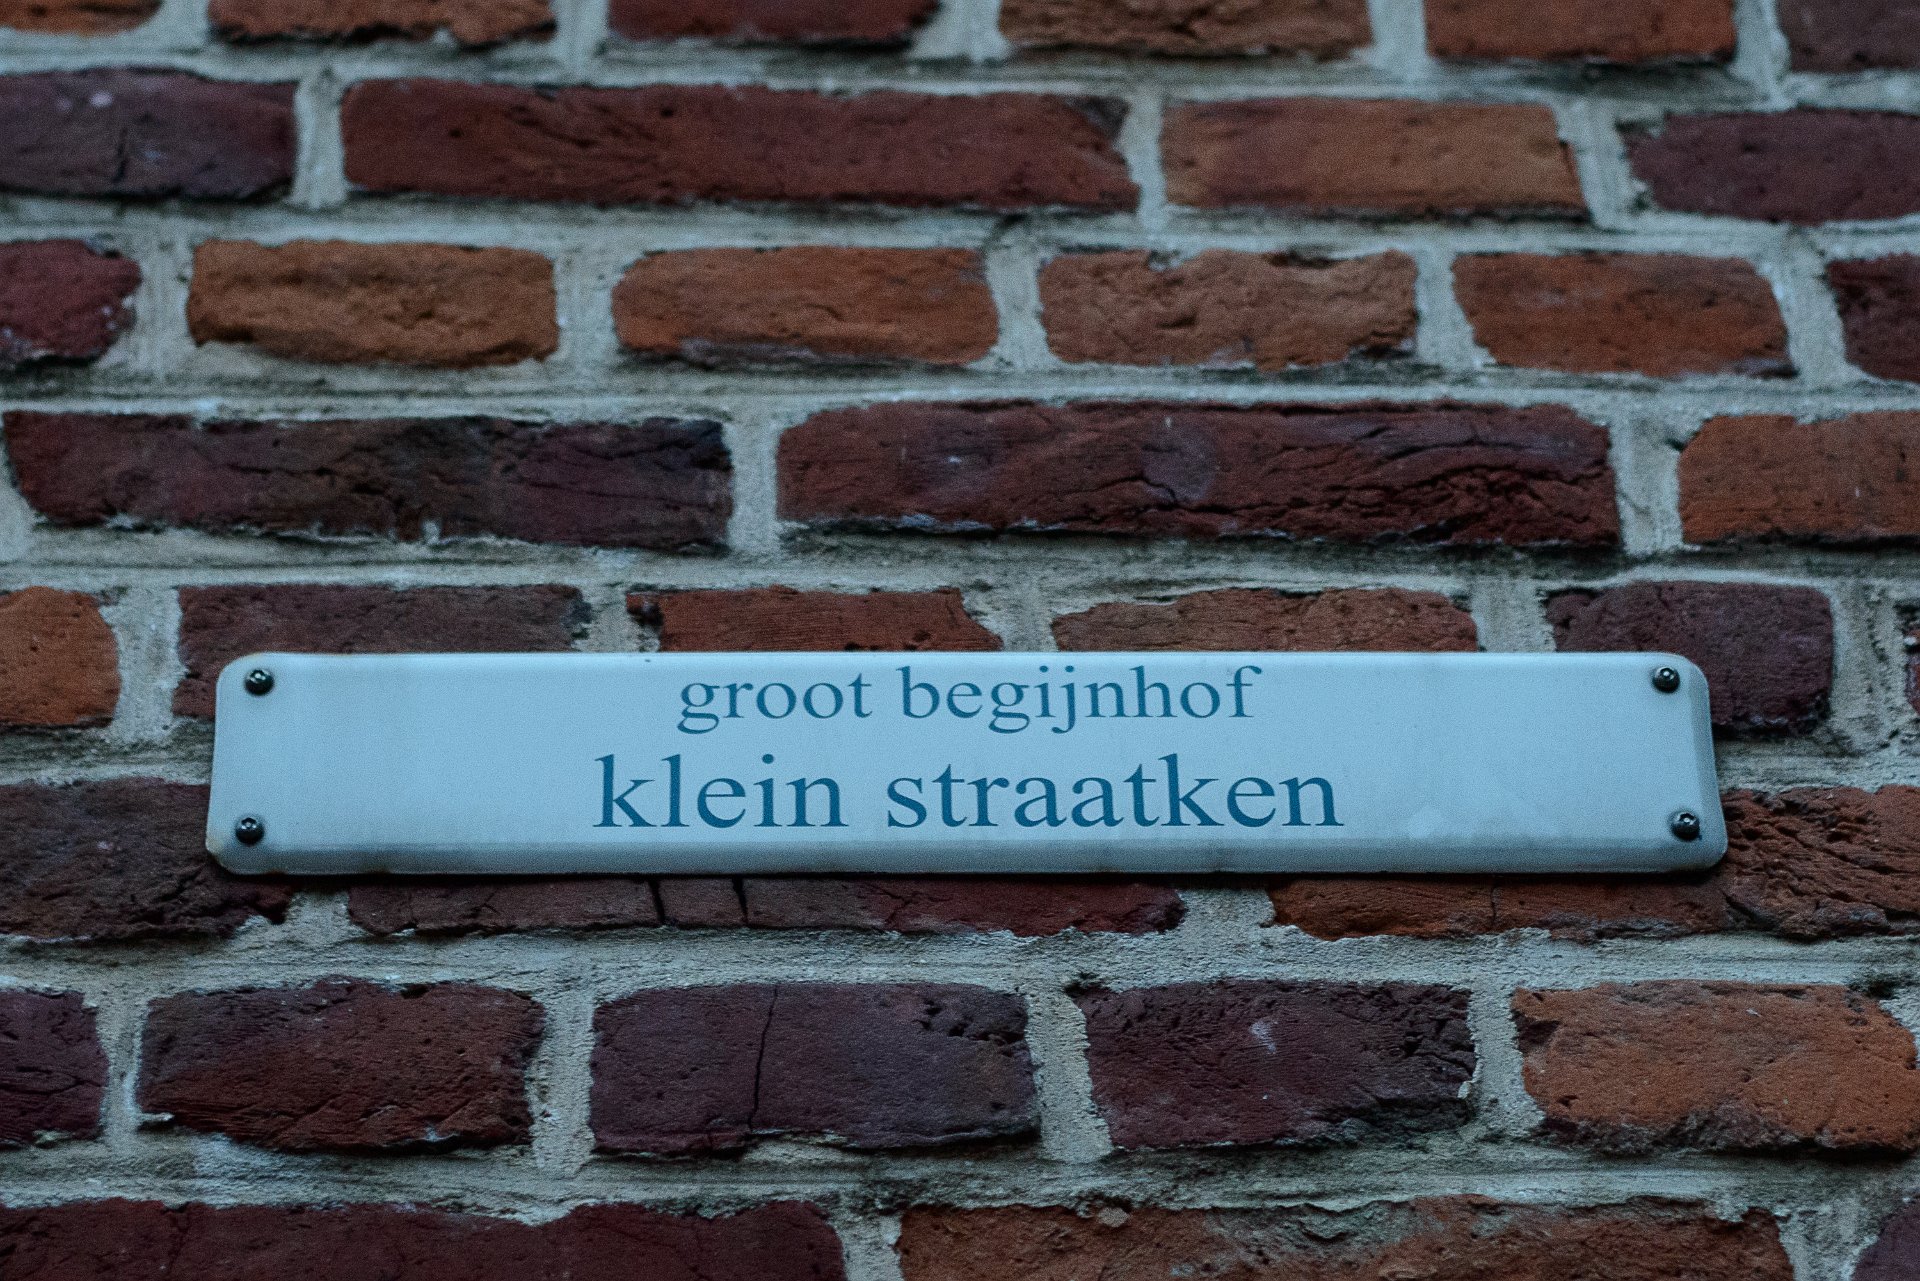 groot begijnhof
klein straatken